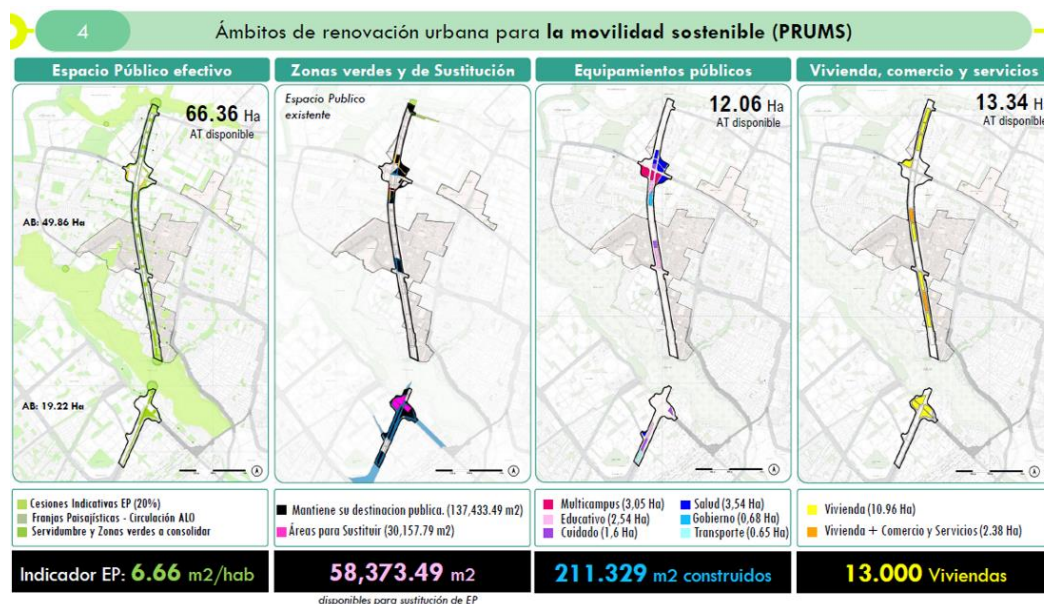 4
Ámbitos de renovación urbana para la movilidad sostenible (PRUMS)
Espacio Público efectivo
66.36 Ha
AT disponible
AB: 49.86 Ha
AB: 19.22 Ha
Cesiones Indicativas EP (20%)
Franjas Paisajísticas - Circulación ALO
Servidumbre y Zonas verdes a consolidar
Indicador EP: 6.66 m2/hab
Zonas verdes y de Sustitución
Espacio Publico
existente
Mantiene su destinacion publica. (137,433.49 m2)
Áreas para Sustituir (30,157.79 m2)
58,373.49 m2
disponibles para sustitución de EP
Equipamientos públicos
12.06 Ha
AT disponible
Multicampus (3,05 Ha)
Educativo (2,54 Ha)
Cuidado (1,6 Ha)
Salud (3,54 Ha)
Gobierno (0,68 Ha)
Transporte (0.65 Ha)
211.329 m2 construidos
Vivienda, comercio y servicios
13.34 H
AT disponible
Vivienda (10.96 Ha)
Vivienda + Comercio y Servicios (2.38 Ha)
13.000 Viviendas